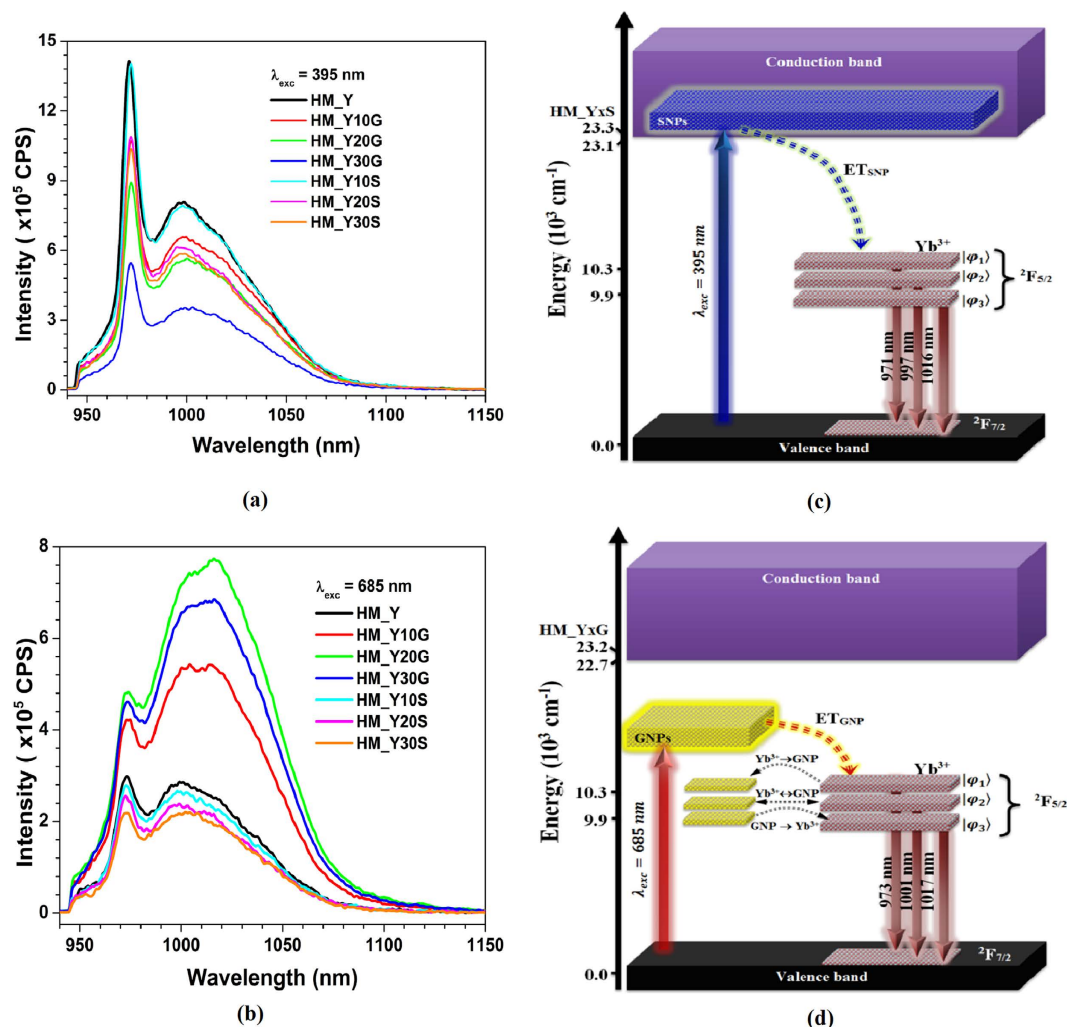 15
12
9
6
3
0
Intensity ( x10⁵ CPS)
λexc = 395 nm
HM_Y
HM_Y10G
HM_Y20G
HM_Y30G
HM_Y10S
HM_Y20S
HM_Y30S
950 1000 1050 1100 1150
Wavelength (nm)
(a)
Conduction band
HM_YxS
SNPs
23.3
23.1
ETSNP
Energy (10³ cm⁻¹)
λexc = 395 nm
Yb³⁺
10.3
9.9
|φ₁⟩
|φ₂⟩
|φ₃⟩
²F₅/₂
971 nm
997 nm
1016 nm
0.0
²F₇/₂
Valence band
(c)
8
6
4
2
0
Intensity ( x10⁵ CPS)
λexc = 685 nm
HM_Y
HM_Y10G
HM_Y20G
HM_Y30G
HM_Y10S
HM_Y20S
HM_Y30S
940 960 1000 1050 1120 1150
Wavelength (nm)
(b)
Conduction band
HM_YxG
23.2
22.7
GNPs
ETGNP
Energy (10³ cm⁻¹)
λexc = 685 nm
Yb³⁺→GNP
Yb³⁺↔GNP
GNP → Yb³⁺
Yb³⁺
10.3
9.9
|φ₁⟩
|φ₂⟩
|φ₃⟩
²F₅/₂
973 nm
1001 nm
1017 nm
0.0
²F₇/₂
Valence band
(d)